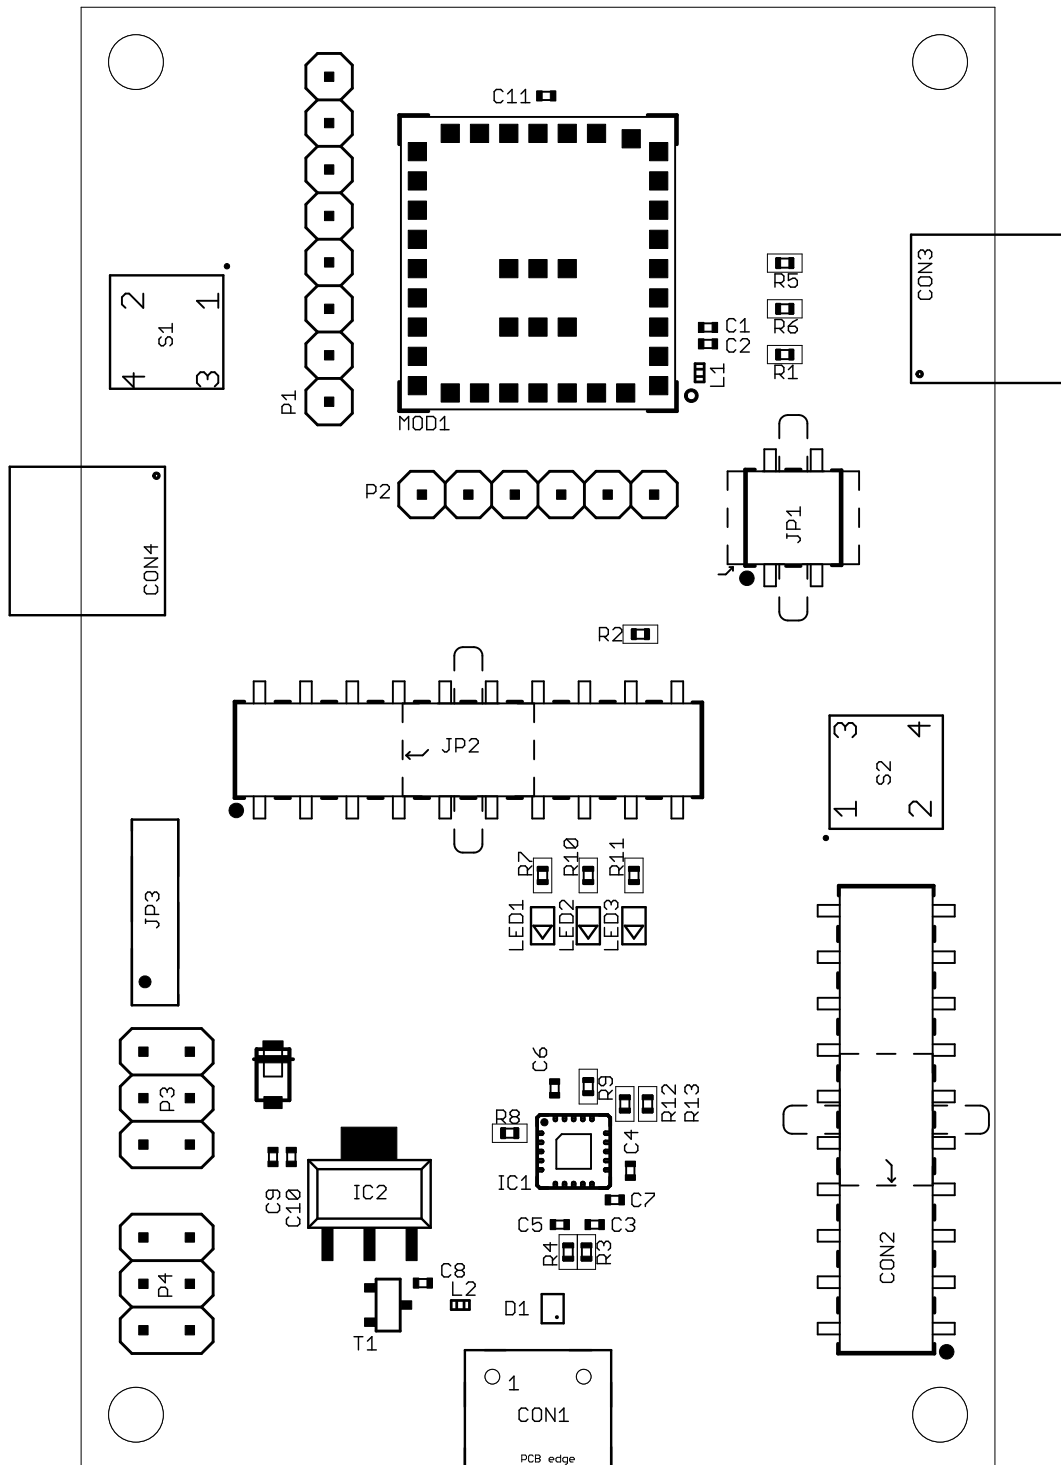 C11
CON3
R5
2 1
S1
4 3
R6
C1
C2
R1
L1
P1
MOD1
P2
JP1
CON4
R2
JP2
3 4
S2
1 2
R7
R10
R11
JP3
LED1
LED2
LED3
C6
R9
R12
R13
P3
R8
C4
IC1
IC2
C9
C10
C7
C5
C3
R4
R3
CON2
P4
C8
L2
D1
T1
1
CON1
PCB edge